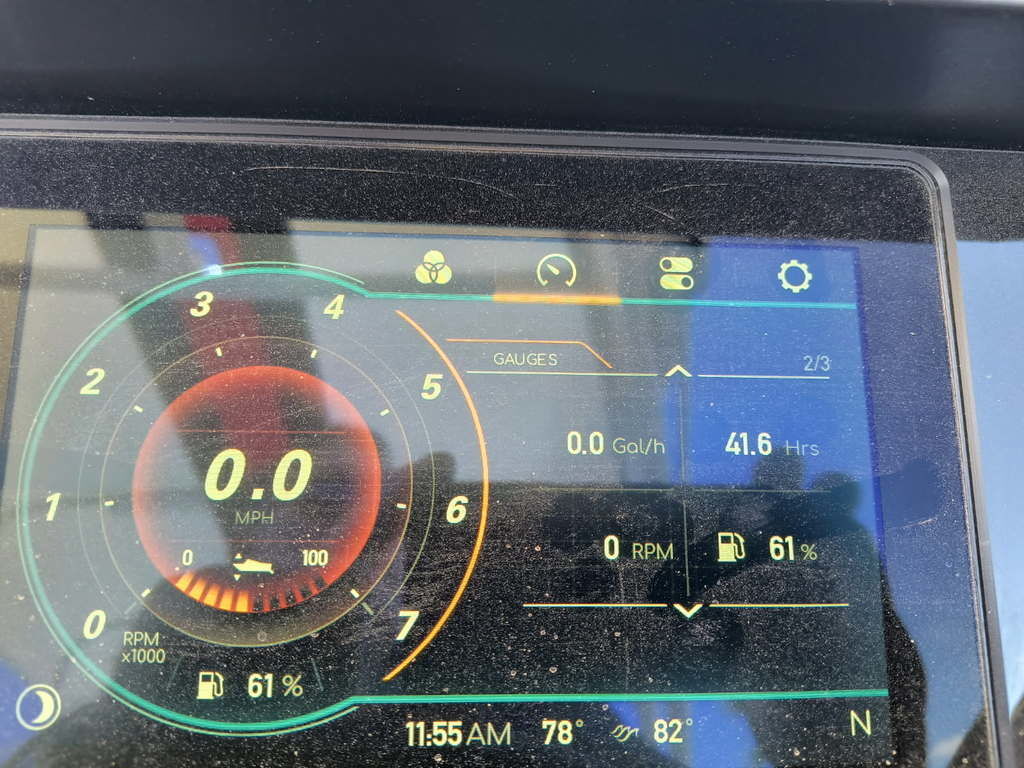 3 4
2 5
GAUGES 2/3
0.0 Gal/h 41.6 Hrs
0.0
MPH
1 6
0 100
0 RPM 61 %
0 7
RPM
x1000
61 %
11:55 AM 78° 82° N